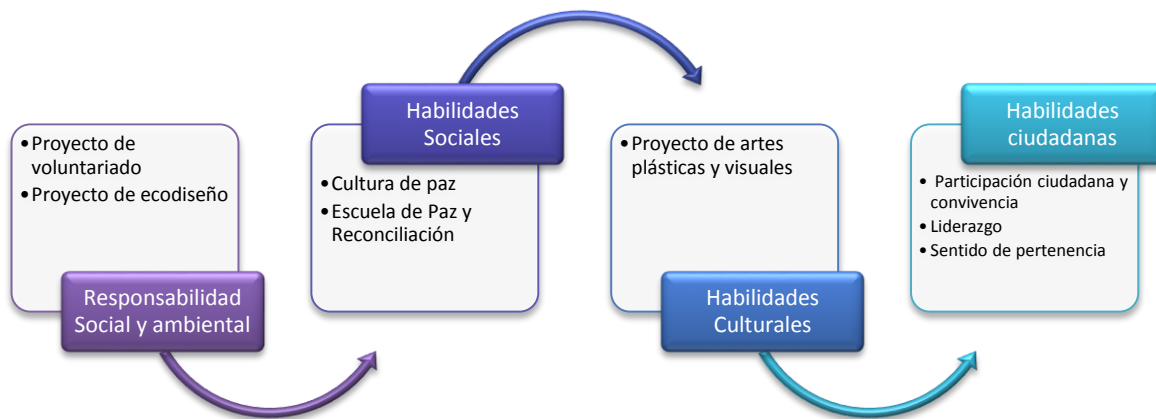 • Proyecto de
voluntariado
• Proyecto de ecodiseño
Responsabilidad
Social y ambiental
Habilidades
Sociales
• Cultura de paz
• Escuela de Paz y
Reconciliación
• Proyecto de artes
plásticas y visuales
Habilidades
Culturales
Habilidades
ciudadanas
• Participación ciudadana y
convivencia
• Liderazgo
• Sentido de pertenencia